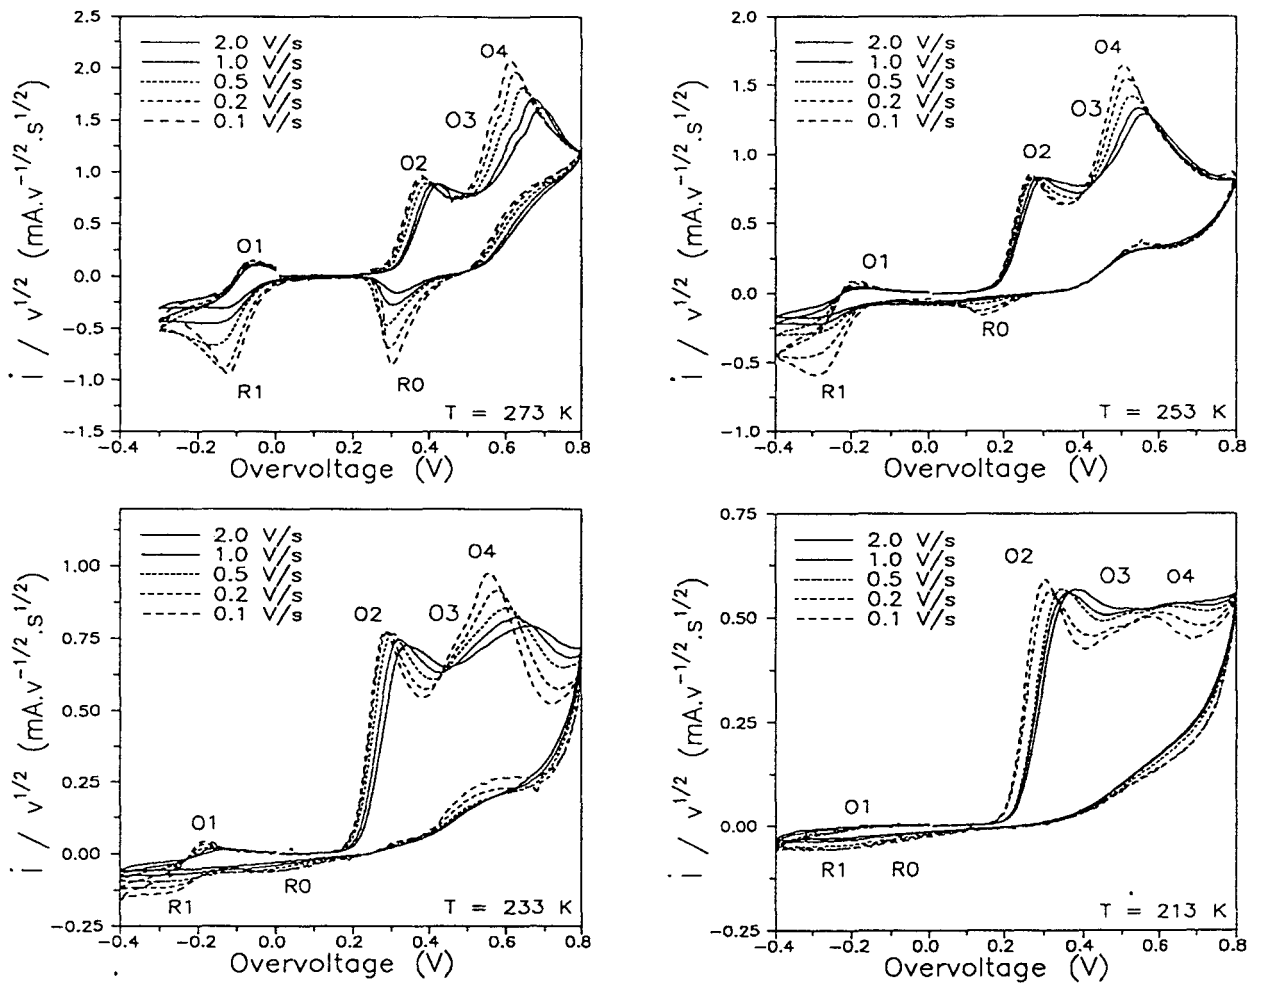 2.5
2.0
1.5
1.0
0.5
0.0
−0.5
−1.0
−1.5
i / v1/2 (mA.v−1/2.s1/2)
2.0 V/s
1.0 V/s
0.5 V/s
0.2 V/s
0.1 V/s
O4
O3
O2
O1
R1
R0
T = 273 K
−0.4 −0.2 0.0 0.2 0.4 0.6 0.8
Overvoltage (V)
2.0
1.5
1.0
0.5
0.0
−0.5
−1.0
i / v1/2 (mA.v−1/2.s1/2)
2.0 V/s
1.0 V/s
0.5 V/s
0.2 V/s
0.1 V/s
O4
O3
O2
O1
R0
R1
T = 253 K
−0.4 −0.2 0.0 0.2 0.4 0.6 0.8
Overvoltage (V)
1.00
0.75
0.50
0.25
0.00
−0.25
i / v1/2 (mA.v−1/2.s1/2)
2.0 V/s
1.0 V/s
0.5 V/s
0.2 V/s
0.1 V/s
O4
O2 O3
O1
R0
R1
T = 233 K
−0.4 −0.2 0.0 0.2 0.4 0.6 0.8
Overvoltage (V)
0.75
0.50
0.25
0.00
−0.25
i / v1/2 (mA.v−1/2.s1/2)
2.0 V/s
1.0 V/s
0.5 V/s
0.2 V/s
0.1 V/s
O2 O3 O4
O1
R1 R0
T = 213 K
−0.4 −0.2 0.0 0.2 0.4 0.6 0.8
Overvoltage (V)